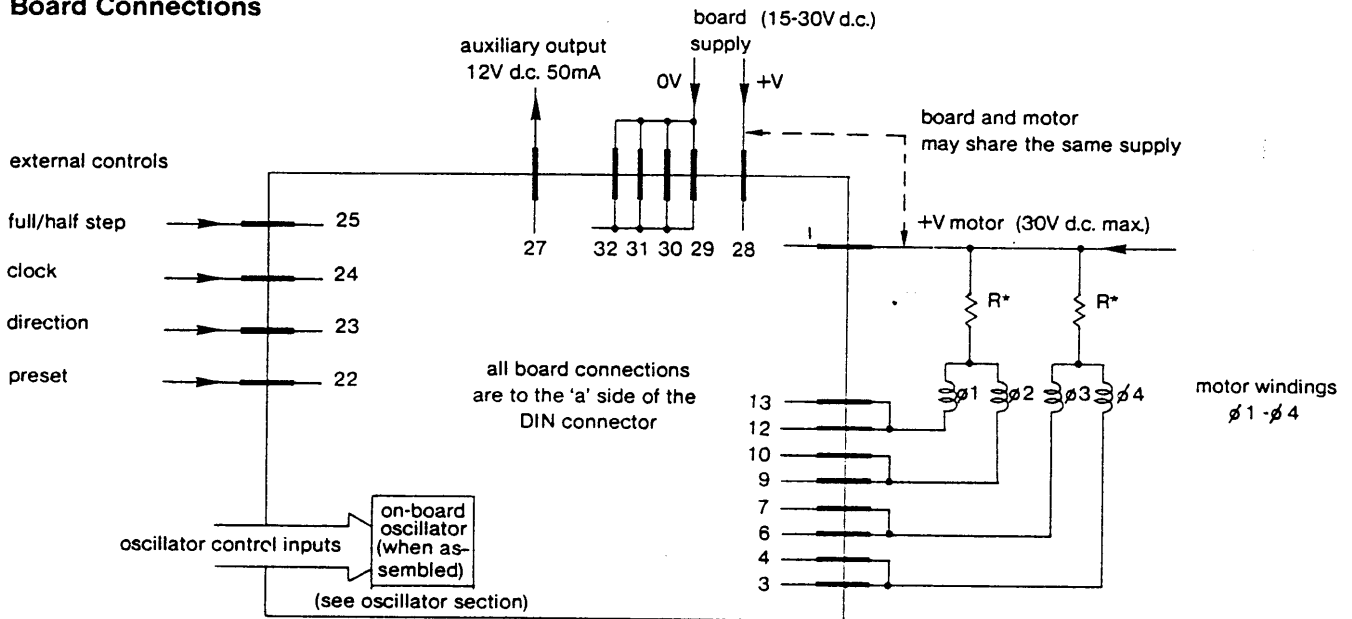 Board Connections
board (15-30V d.c.)
supply
auxiliary output
12V d.c. 50mA
0V
+V
board and motor
may share the same supply
external controls
full/half step
25
27
32 31 30 29 28
1
+V motor (30V d.c. max.)
clock
24
R*
R*
direction
23
preset
22
all board connections
are to the 'a' side of the
DIN connector
ø1
ø2
ø3
ø4
motor windings
ø1 -ø4
13
12
10
9
7
6
4
3
on-board
oscillator
(when as-
sembled)
oscillator control inputs
(see oscillator section)